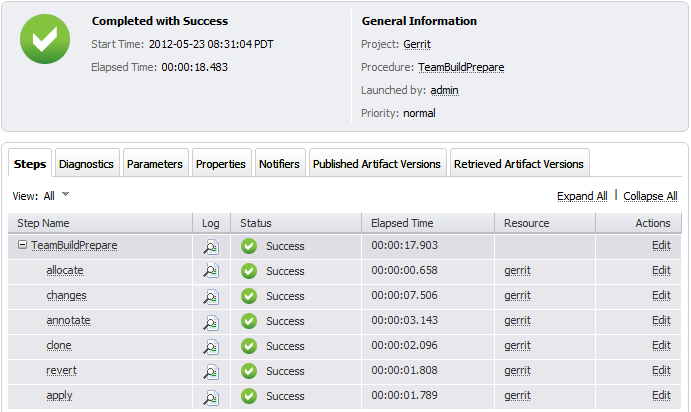 Completed with Success
Start Time: 2012-05-23 08:31:04 PDT
Elapsed Time: 00:00:18.483
General Information
Project: Gerrit
Procedure: TeamBuildPrepare
Launched by: admin
Priority: normal
Steps Diagnostics Parameters Properties Notifiers Published Artifact Versions Retrieved Artifact Versions
View: All Expand All Collapse All
Step Name Log Status Elapsed Time Resource Actions
TeamBuildPrepare Success 00:00:17.903 Edit
allocate Success 00:00:00.658 gerrit Edit
changes Success 00:00:07.506 gerrit Edit
annotate Success 00:00:03.143 gerrit Edit
clone Success 00:00:02.096 gerrit Edit
revert Success 00:00:01.808 gerrit Edit
apply Success 00:00:01.789 gerrit Edit